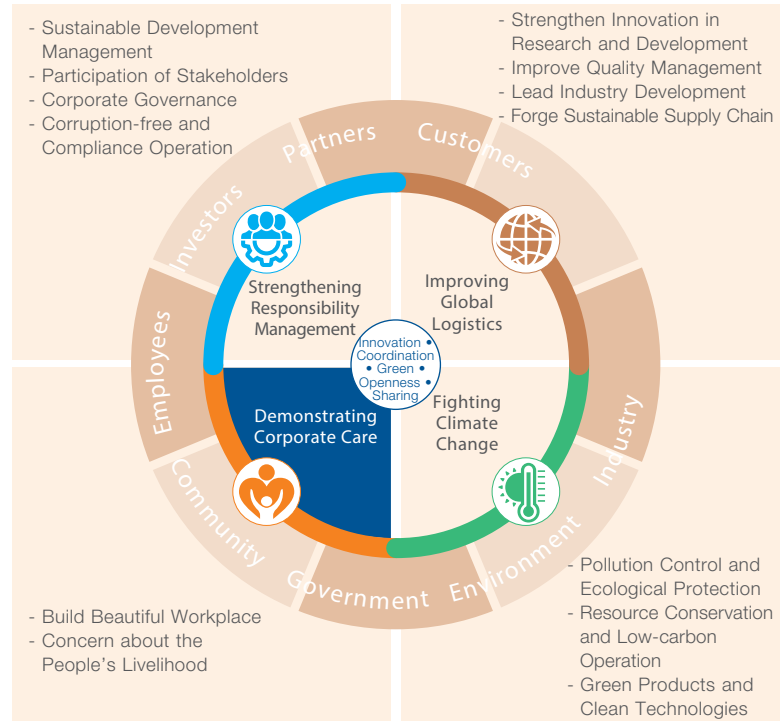 - Sustainable Development
Management
- Participation of Stakeholders
- Corporate Governance
- Corruption-free and
Compliance Operation
- Strengthen Innovation in
Research and Development
- Improve Quality Management
- Lead Industry Development
- Forge Sustainable Supply Chain
Partners
Customers
Investors
Employees
Industry
Community
Government
Environment
Strengthening
Responsibility
Management
Improving
Global
Logistics
Innovation •
Coordination
• Green •
Openness •
Sharing
Demonstrating
Corporate Care
Fighting
Climate
Change
- Build Beautiful Workplace
- Concern about the
People's Livelihood
- Pollution Control and
Ecological Protection
- Resource Conservation
and Low-carbon
Operation
- Green Products and
Clean Technologies